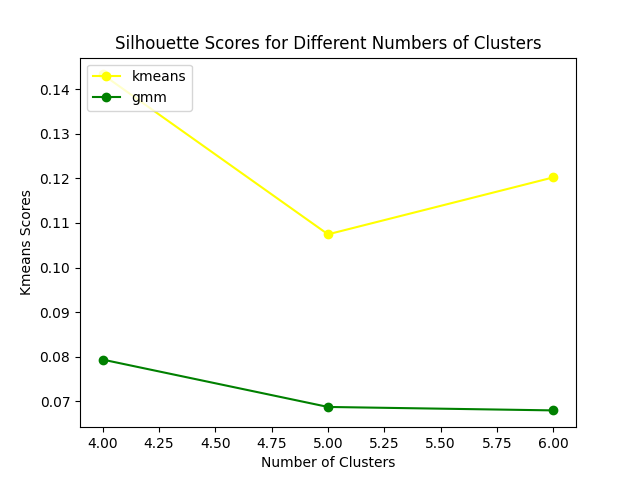 Silhouette Scores for Different Numbers of Clusters
kmeans
gmm
0.14
0.13
0.12
0.11
0.10
0.09
0.08
0.07
Kmeans Scores
4.00 4.25 4.50 4.75 5.00 5.25 5.50 5.75 6.00
Number of Clusters